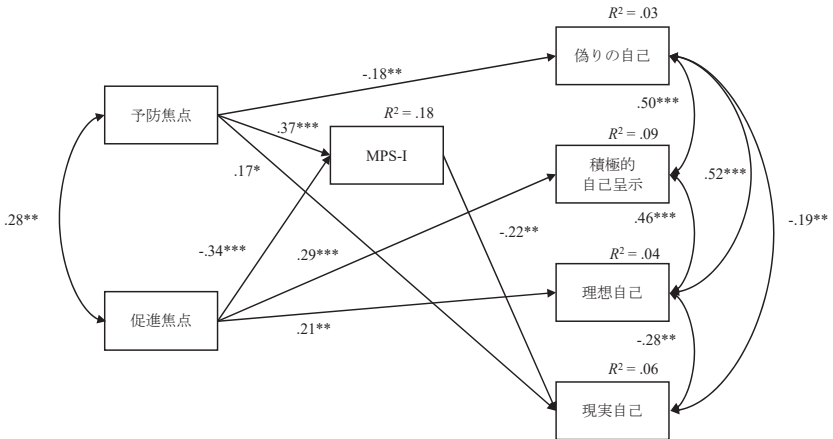 R² = .03
偽りの自己
-.18**
予防焦点
.50***
R² = .18
.37***
R² = .09
MPS-I
積極的
自己呈示
.17*
.52***
.28**
.46***
-.19**
-.34***
.29***
-.22**
R² = .04
理想自己
促進焦点
.21**
-.28**
R² = .06
現実自己